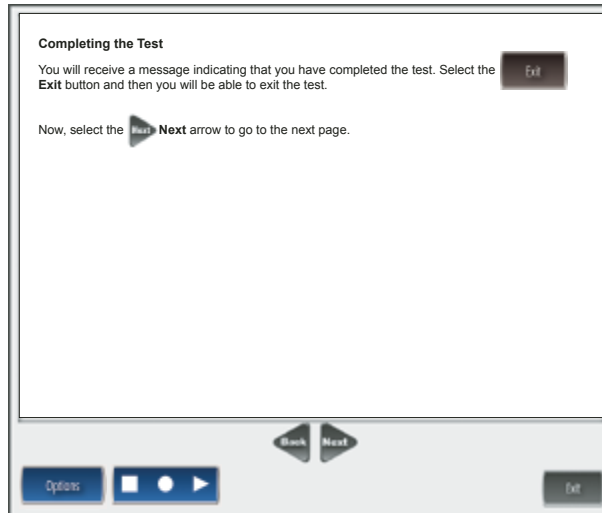 Completing the Test
You will receive a message indicating that you have completed the test. Select the Exit
Exit button and then you will be able to exit the test.
Now, select the Next Next arrow to go to the next page.
Back Next
Options
Exit